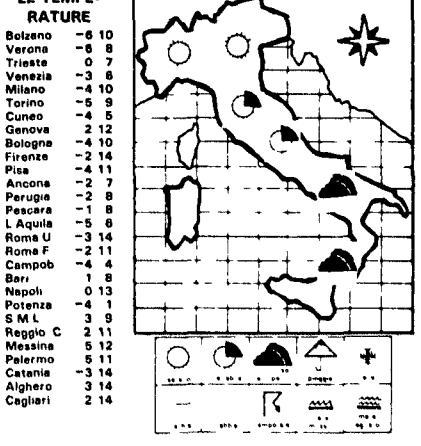 LE TEMPE-
RATURE
Bolzano -6 10
Verona -6 8
Trieste 0 7
Venezia -3 6
Milano -4 10
Torino -5 9
Cuneo -4 5
Genova 2 12
Bologna -4 10
Firenze -2 14
Pisa -4 11
Ancona -2 7
Perugia -2 8
Pescara -1 8
L Aquila -5 6
Roma U -3 14
Roma F -2 11
Campob -4 4
Bari 1 8
Napoli 0 13
Potenza -4 1
S M L 3 9
Reggio C 2 11
Messina 5 12
Palermo 5 11
Catania -3 14
Alghero 3 14
Cagliari 2 14